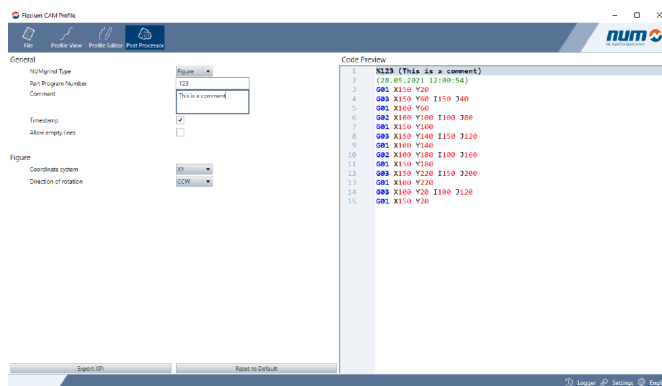 Flexium CAM Profile
num
File
Profile View
Profile Editor
Post Processor
General
NUMgrind Type
Figure
Part Program Number
123
Comment
This is a comment
Timestamp
Allow empty lines
Figure
Coordinate system
XY
Direction of rotation
CCW
Export XPI
Reset to Default
Code Preview
1 %123 (This is a comment)
2 (28.05.2021 12:00:54)
3 G01 X150 Y20
4 G03 X150 Y60 I150 J40
5 G01 X100 Y60
6 G02 X100 Y100 I100 J80
7 G01 X150 Y100
8 G03 X150 Y140 I150 J120
9 G01 X100 Y140
10 G02 X100 Y180 I100 J160
11 G01 X150 Y180
12 G03 X150 Y220 I150 J200
13 G01 X100 Y220
14 G03 X100 Y20 I100 J120
15 G01 X150 Y20
Logger
Settings